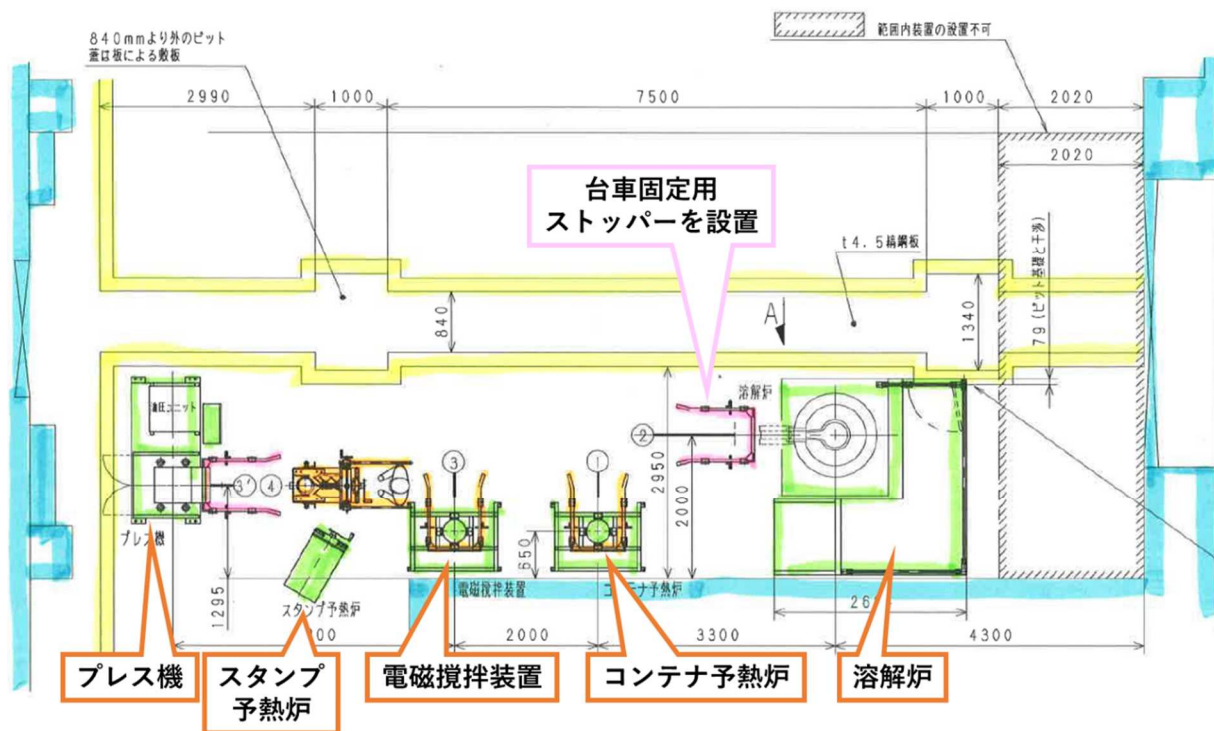 840mmより外のピット
蓋は板による敷板
範囲内装置の設置不可
2990
1000
7500
1000
2020
2020
台車固定用
ストッパーを設置
t4.5縞鋼板
840
A
1340
79(ピット基礎と干渉)
油圧ユニット
溶解炉
2
3
1
3'
4
2950
2000
650
1295
プレス機
スタンプ予熱炉
電磁撹拌装置
コンテナ予熱炉
2000
3300
4300
プレス機
スタンプ
予熱炉
電磁撹拌装置
コンテナ予熱炉
溶解炉